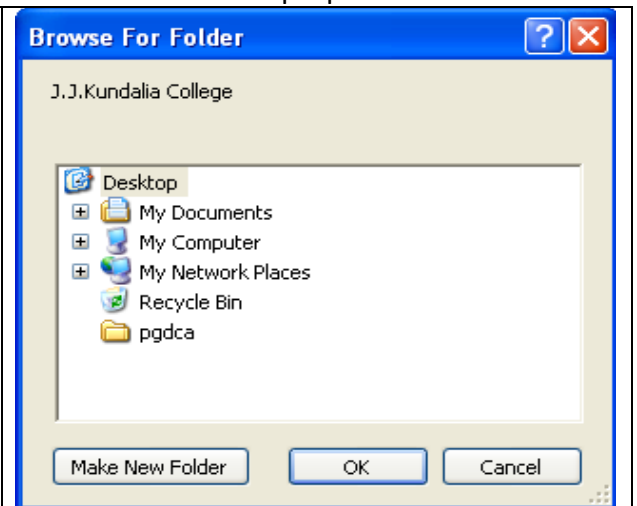 Browse For Folder
J.J.Kundalia College
Desktop
My Documents
My Computer
My Network Places
Recycle Bin
pgdca
Make New Folder OK Cancel